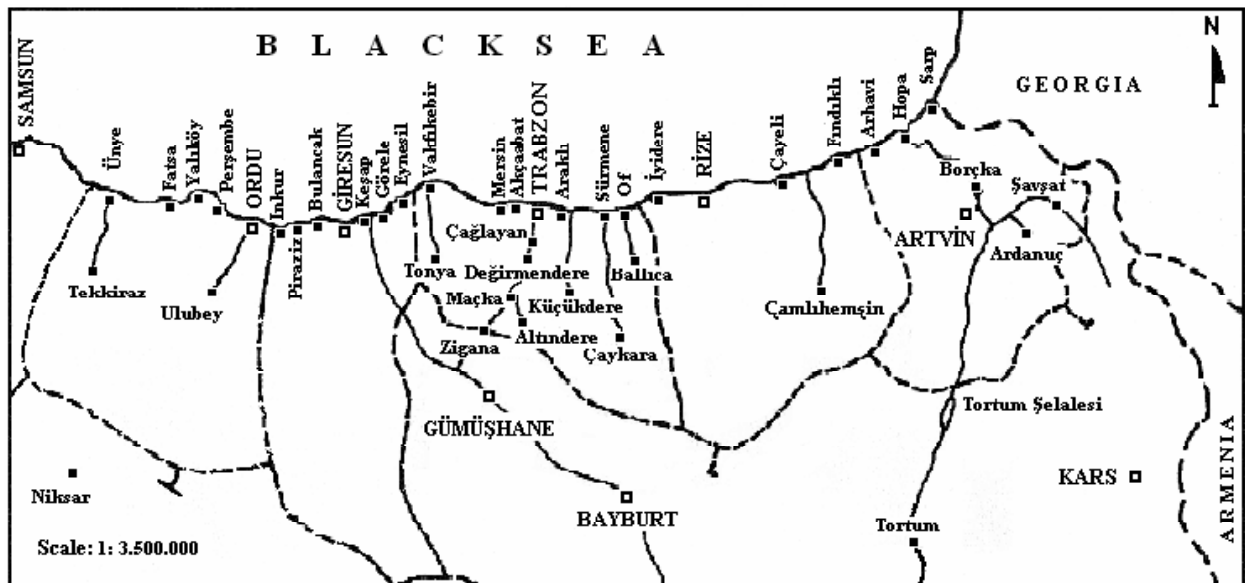 B L A C K S E A
N
GEORGIA
ARMENIA
SAMSUN
Ünye
Fatsa
Yalıköy
Perşembe
ORDU
İnkur
Piraziz
Bulancak
GİRESUN
Keşap
Görele
Eynesil
Vakfıkebir
Mersin
Akçaabat
TRABZON
Araklı
Sürmene
Of
İyidere
RİZE
Çayeli
Fındıklı
Arhavi
Hopa
Sarp
Borçka
Şavşat
ARTVİN
Ardanuç
Çağlayan
Tonya
Değirmendere
Ballıca
Tekkiraz
Ulubey
Maçka
Küçükdere
Çamlıhemşin
Zigana
Altındere
Çaykara
GÜMÜŞHANE
Tortum Şelalesi
KARS
Niksar
BAYBURT
Tortum
Scale: 1: 3.500.000